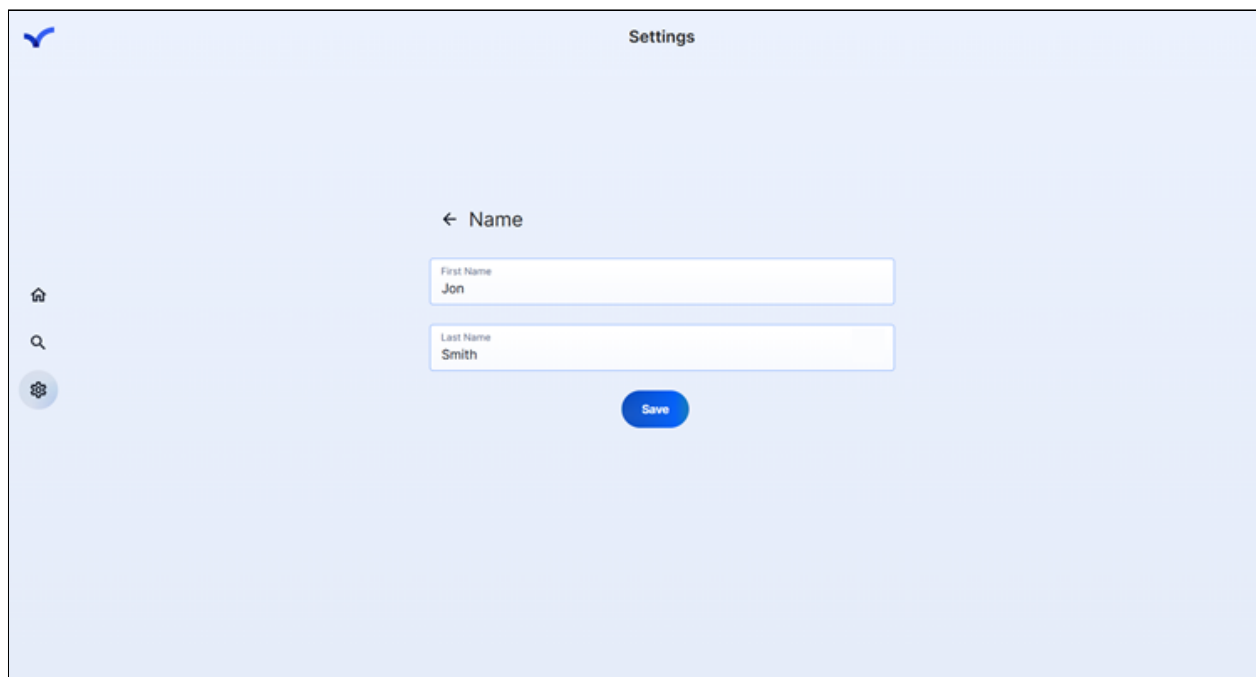 Settings
Name
First Name
Jon
Last Name
Smith
Save